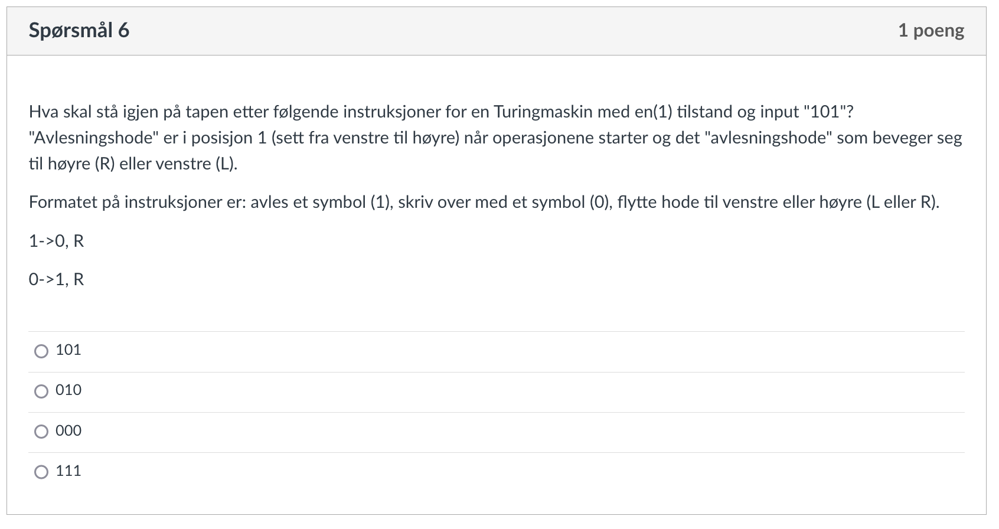 Spørsmål 6
1 poeng
Hva skal stå igjen på tapen etter følgende instruksjoner for en Turingmaskin med en(1) tilstand og input "101"?
"Avlesningshode" er i posisjon 1 (sett fra venstre til høyre) når operasjonene starter og det "avlesningshode" som beveger seg
til høyre (R) eller venstre (L).
Formatet på instruksjoner er: avles et symbol (1), skriv over med et symbol (0), flytte hode til venstre eller høyre (L eller R).
1->0, R
0->1, R
101
010
000
111